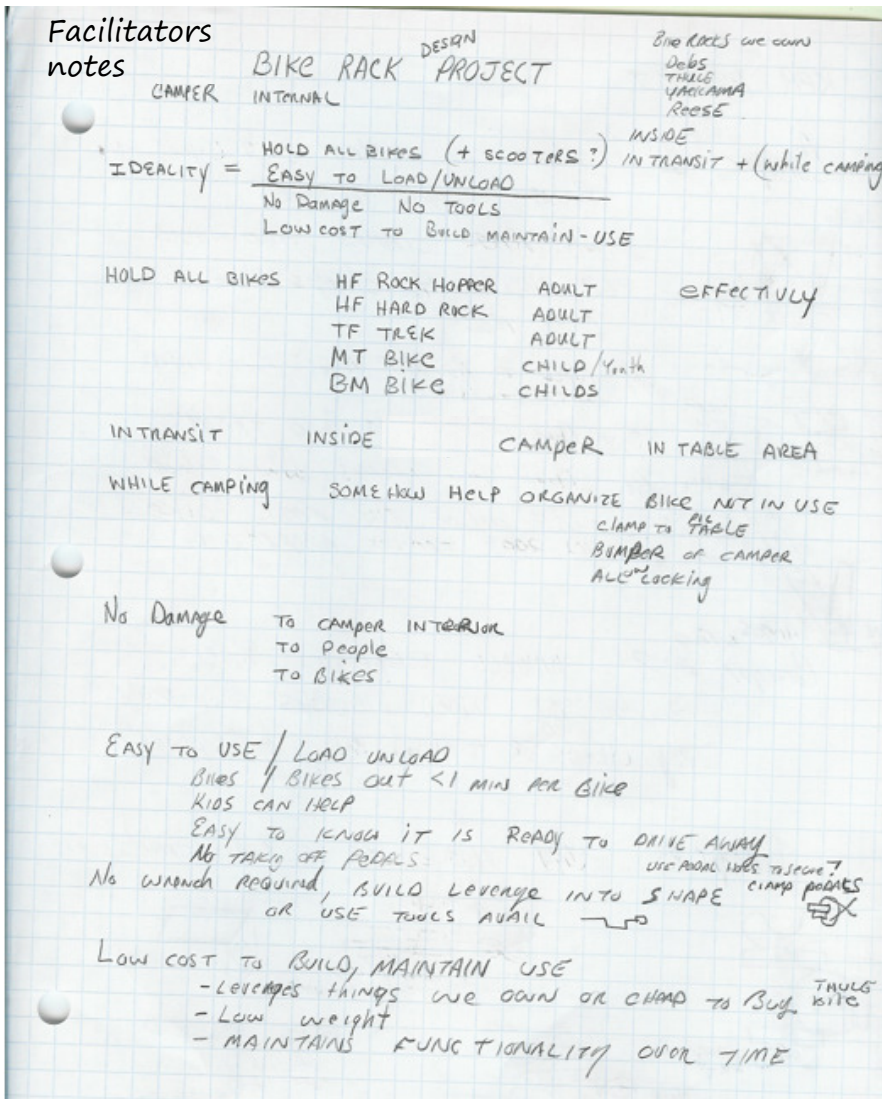 Facilitators
notes
BIKE RACK DESIGN PROJECT
CAMPER INTERNAL
Bike Racks we own
Debs
THULE
YAKKAMA
REESE
IDEALITY = HOLD ALL BIKES (+ SCOOTERS?) INSIDE IN TRANSIT + (while CAMPING
EASY TO LOAD/UNLOAD
No Damage No TOOLS
LOW COST TO BUILD MAINTAIN - USE
HOLD ALL BIKES HF ROCK HOPPER ADULT EFFECTIVLY
HF HARD ROCK ADULT
TF TREK ADULT
MT BIKE CHILD/Youth
BM BIKE CHILDS
IN TRANSIT INSIDE CAMPER IN TABLE AREA
WHILE CAMPING SOMEHOW HELP ORGANIZE BIKE NOT IN USE
CLAMP TO PIC TABLE
BUMPER OF CAMPER
ALL locking
No Damage TO CAMPER INTERIOR
To People
To BIKES
EASY TO USE / LOAD UNLOAD
Bikes / BIKES OUT <1 MIN PER BIKE
KIDS CAN HELP
EASY TO KNOW IT IS READY TO DRIVE AWAY
No TAKIG OFF PEDALS USE PEDAL HOLES TO SECURE?
CLAMP PEDALS
No WRENCH REQUIRED, BUILD LEVERAGE INTO SHAPE
OR USE TOOLS AVAIL
LOW COST TO BUILD, MAINTAIN USE
- Leverages things we own or CHEAP TO BUY THULE
- Low weight
- MAINTAINS FUNCTIONALITY OVER TIME